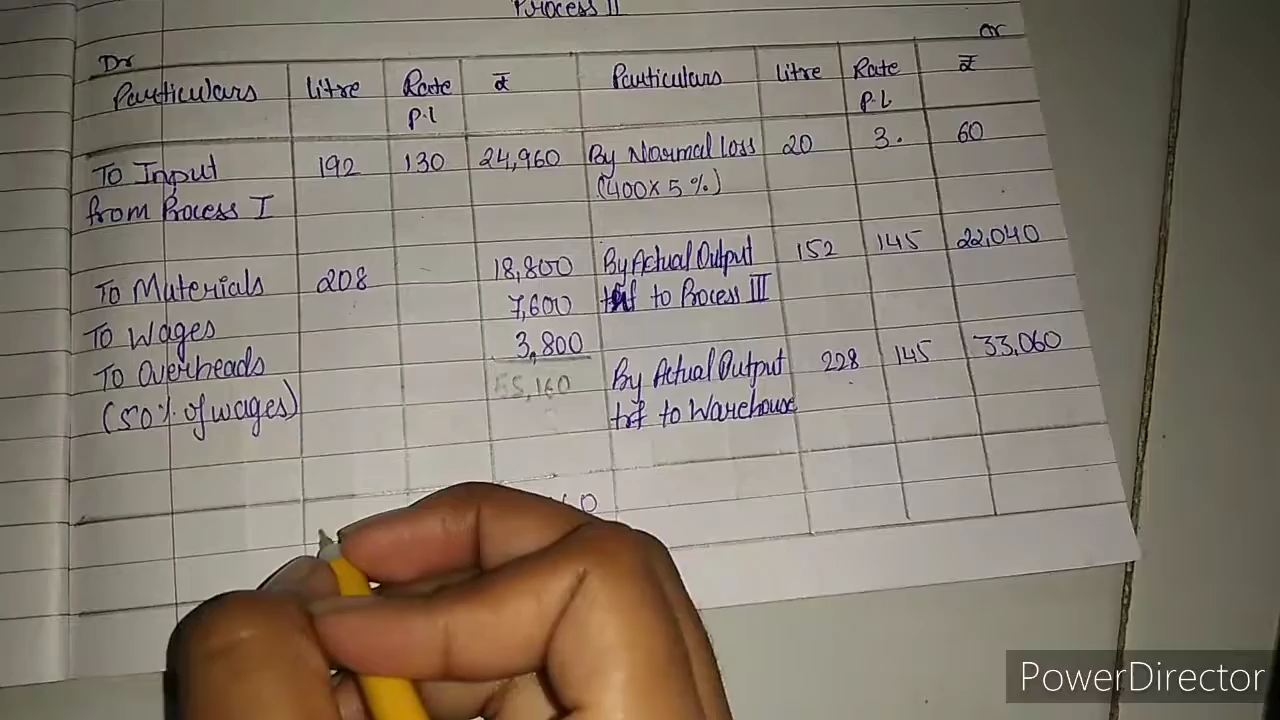 Process II
Dr
cr
Particulars litre Rate ₹ Particulars litre Rate ₹
P.l P.L
To Input 192 130 24,960 By Normal loss 20 3. 60
from Process I (400 x 5%)
To Materials 208 18,800 By Actual Output 152 145 22,040
To Wages 7,600 trf to Process III
To Overheads 3,800 By Actual Output 228 145 33,060
(50% of wages) 55,160 trf to Warehouse
PowerDirector